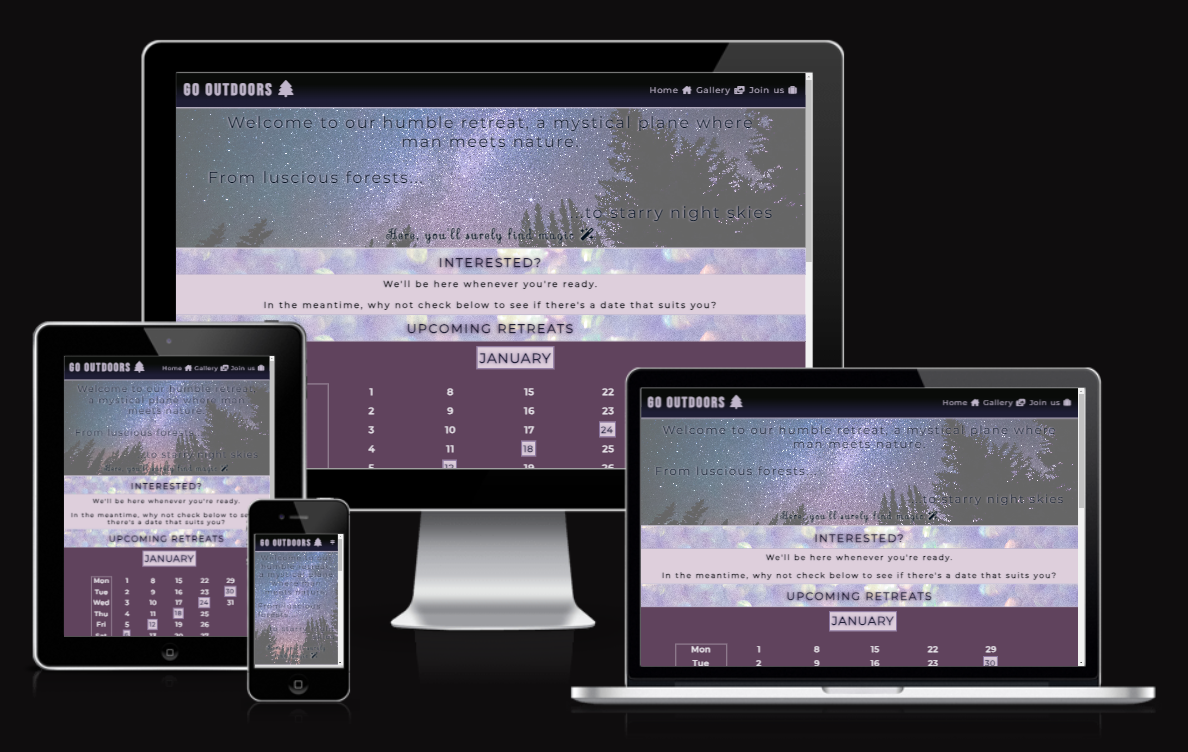 GO OUTDOORS
Home Gallery Join us
Welcome to our humble retreat, a mystical plane where
man meets nature.
From luscious forests...
...to starry night skies
Here, you'll surely find magic
INTERESTED?
We'll be here whenever you're ready.
In the meantime, why not check below to see if there's a date that suits you?
UPCOMING RETREATS
JANUARY
1 8 15 22
2 9 16 23
3 10 17 24
4 11 18 25
5 12 19 26
GO OUTDOORS
Home Gallery Join us
Welcome to our humble retreat,
a mystical plane where man
meets nature.
From luscious forests...
...to starry night skies
Here, you'll surely find magic
INTERESTED?
We'll be here whenever you're ready.
In the meantime, why not check below to se
there's a date that suits you?
UPCOMING RETREATS
JANUARY
Mon 1 8 15 22 29
Tue 2 9 16 23 30
Wed 3 10 17 24 31
Thu 4 11 18 25
Fri 5 12 19 26
GO OUTDOORS
Welcome to our
humble retreat,
a mystical plane
where man
meets nature.
From luscious
forests...
GO OUTDOORS
Home Gallery Join us
Welcome to our humble retreat, a mystical plane where
man meets nature.
From luscious forests...
...to starry night skies
Here, you'll surely find magic
INTERESTED?
We'll be here whenever you're ready.
In the meantime, why not check below to see if there's a date that suits you?
UPCOMING RETREATS
JANUARY
Mon 1 8 15 22 29
Tue 2 9 16 23 30